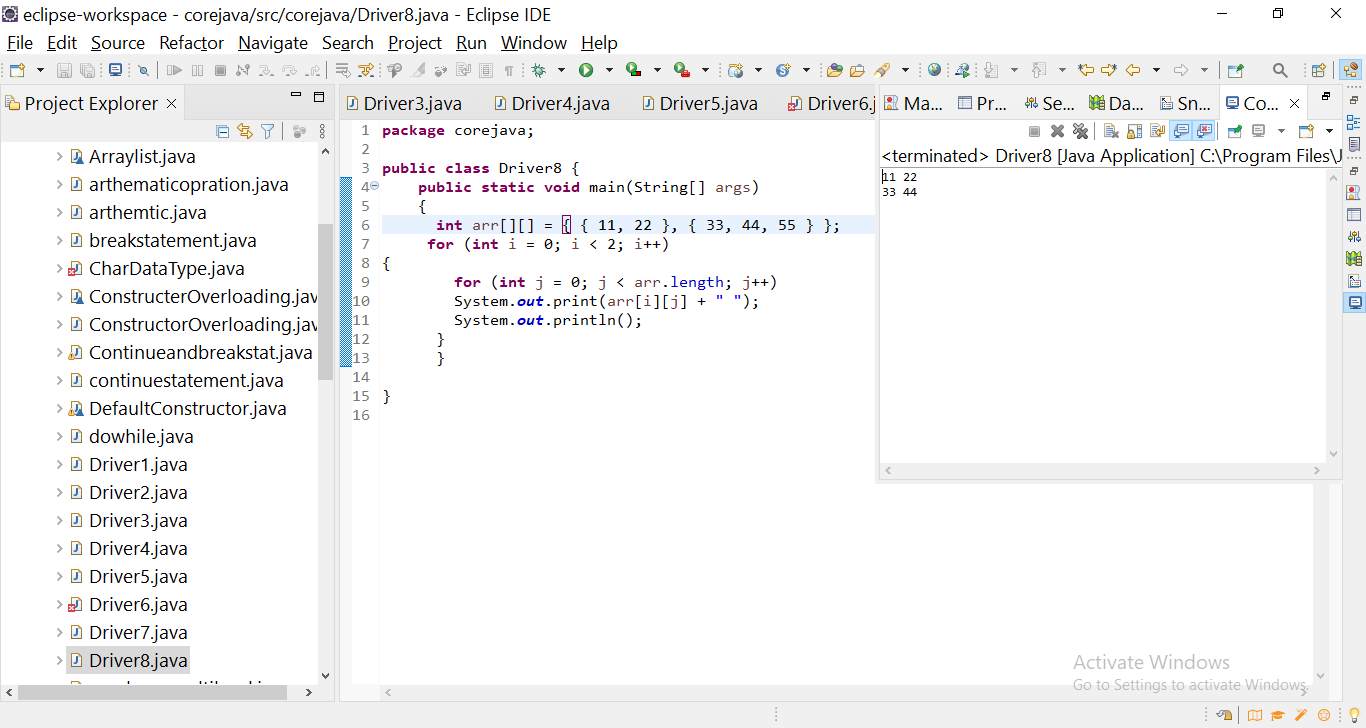 eclipse-workspace - corejava/src/corejava/Driver8.java - Eclipse IDE
File Edit Source Refactor Navigate Search Project Run Window Help
Project Explorer
Arraylist.java
arthematicopration.java
arthemtic.java
breakstatement.java
CharDataType.java
ConstructerOverloading.jav
ConstructorOverloading.jav
Continueandbreakstat.java
continuestatement.java
DefaultConstructor.java
dowhile.java
Driver1.java
Driver2.java
Driver3.java
Driver4.java
Driver5.java
Driver6.java
Driver7.java
Driver8.java
Driver3.java Driver4.java Driver5.java Driver6.j
1 package corejava;
2
3 public class Driver8 {
4 public static void main(String[] args)
5 {
6 int arr[][] = { { 11, 22 }, { 33, 44, 55 } };
7 for (int i = 0; i < 2; i++)
8 {
9 for (int j = 0; j < arr.length; j++)
10 System.out.print(arr[i][j] + " ");
11 System.out.println();
12 }
13 }
14
15 }
16
Ma... Pr... Se... Da... Sn... Co...
<terminated> Driver8 [Java Application] C:\Program Files\J
11 22
33 44
Activate Windows
Go to Settings to activate Windows.